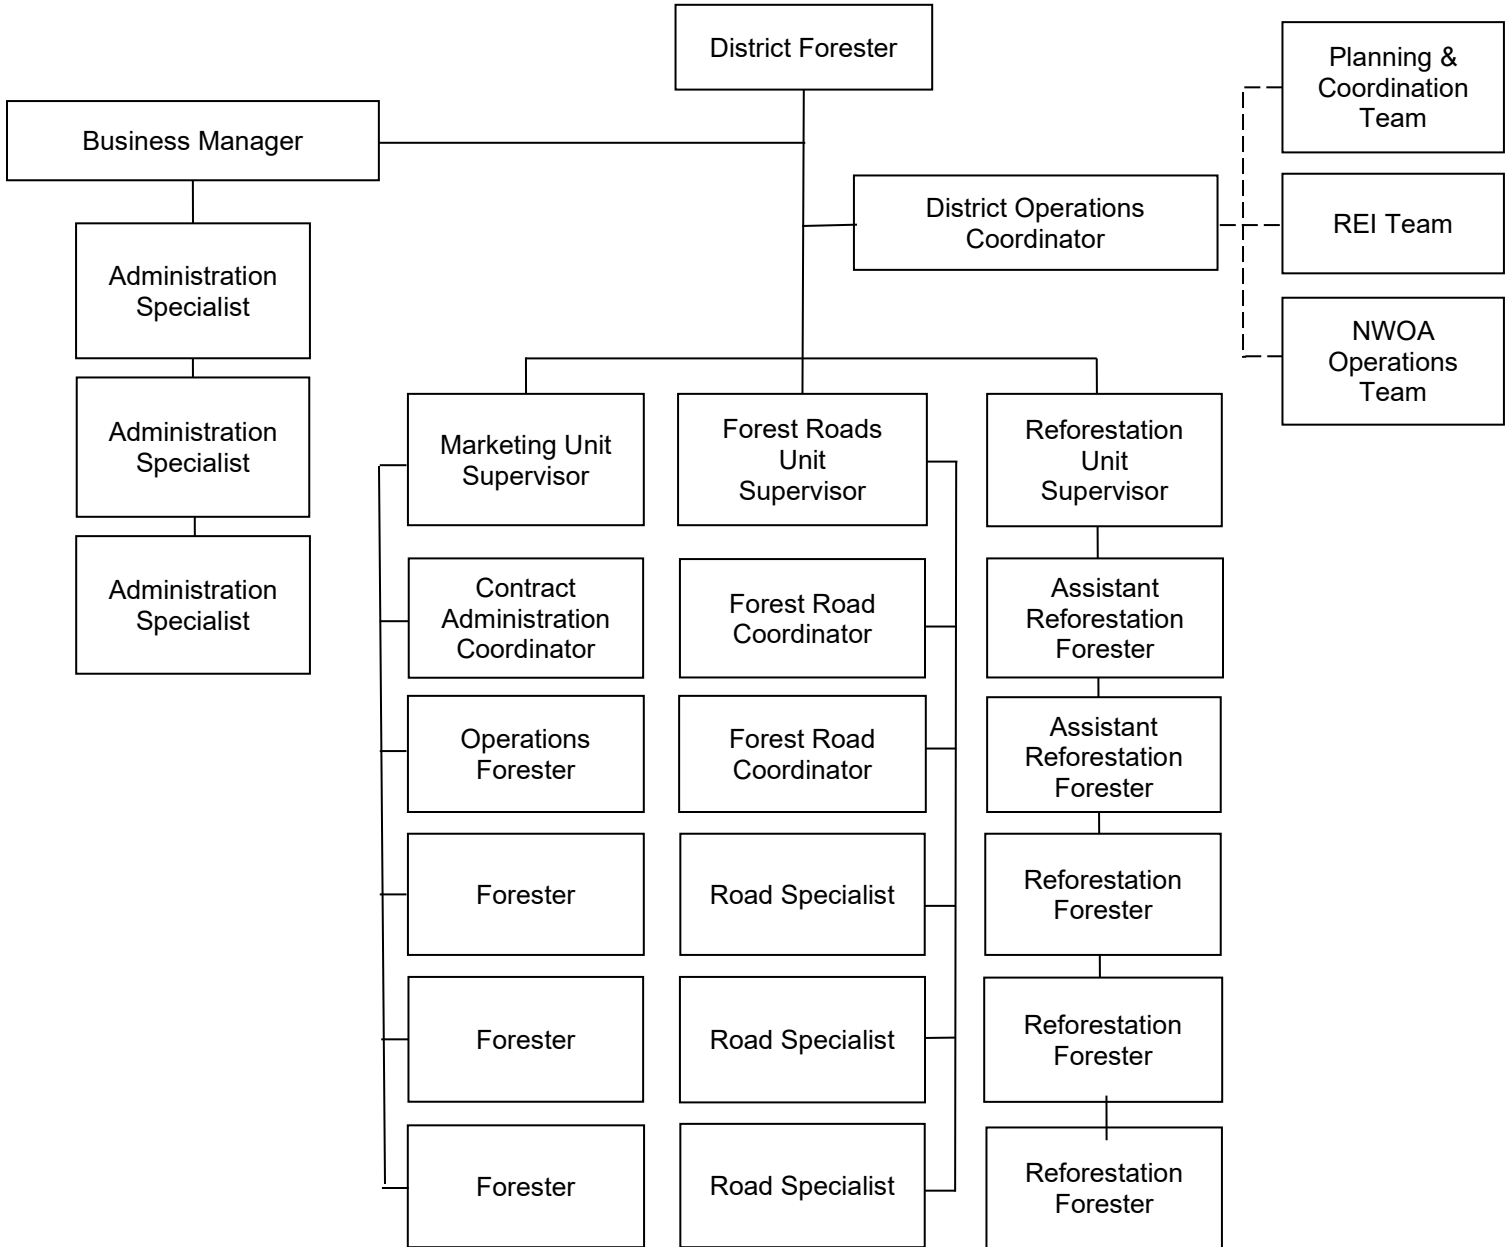 District Forester
Planning &
Coordination
Team
Business Manager
District Operations
Coordinator
REI Team
Administration
Specialist
NWOA
Operations
Team
Administration
Specialist
Administration
Specialist
Marketing Unit
Supervisor
Forest Roads
Unit
Supervisor
Reforestation
Unit
Supervisor
Contract
Administration
Coordinator
Forest Road
Coordinator
Assistant
Reforestation
Forester
Operations
Forester
Forest Road
Coordinator
Assistant
Reforestation
Forester
Forester
Road Specialist
Reforestation
Forester
Forester
Road Specialist
Reforestation
Forester
Forester
Road Specialist
Reforestation
Forester